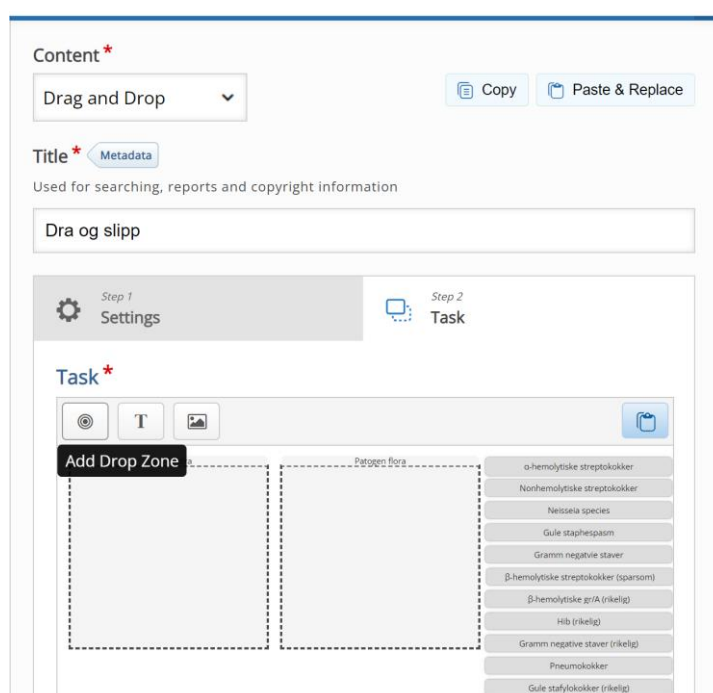 Content *
Drag and Drop
Copy
Paste & Replace
Title *
Metadata
Used for searching, reports and copyright information
Dra og slipp
Step 1
Settings
Step 2
Task
Task *
T
Add Drop Zone
Patogen flora
α-hemolytiske streptokokker
Nonhemolytiske streptokokker
Neisseia species
Gule staphespasm
Gramm negatvie staver
β-hemolytiske streptokokker (sparsom)
β-hemolytiske gr/A (rikelig)
Hib (rikelig)
Gramm negative staver (rikelig)
Pneumokokker
Gule stafylokokker (rikelig)